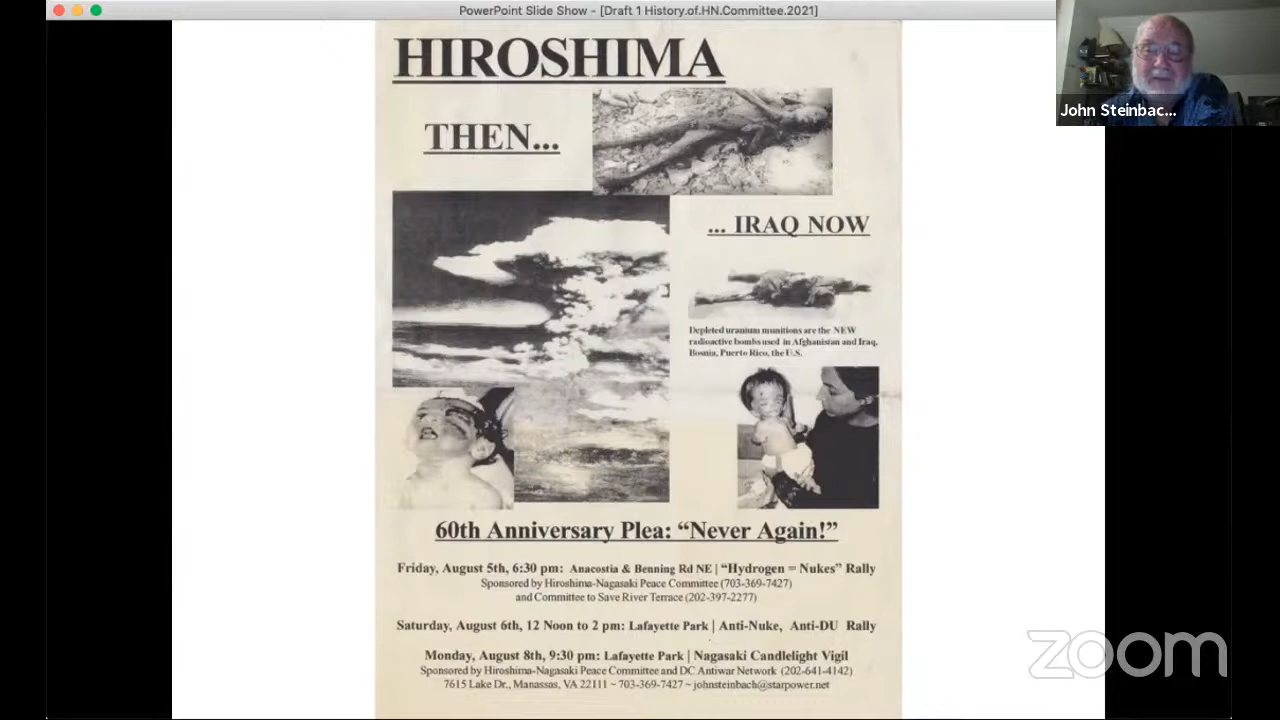 PowerPoint Slide Show - [Draft 1 History.of.HN.Committee.2021]
John Steinbac...
HIROSHIMA
THEN...
... IRAQ NOW
Depleted uranium munitions are the NEW
radioactive bombs used in Afghanistan and Iraq,
Bosnia, Puerto Rico, the U.S.
60th Anniversary Plea: “Never Again!”
Friday, August 5th, 6:30 pm: Anacostia & Benning Rd NE | “Hydrogen = Nukes” Rally
Sponsored by Hiroshima-Nagasaki Peace Committee (703-369-7427)
and Committee to Save River Terrace (202-397-2277)
Saturday, August 6th, 12 Noon to 2 pm: Lafayette Park | Anti-Nuke, Anti-DU Rally
Monday, August 8th, 9:30 pm: Lafayette Park | Nagasaki Candlelight Vigil
Sponsored by Hiroshima-Nagasaki Peace Committee and DC Antiwar Network (202-641-4142)
7615 Lake Dr., Manassas, VA 22111 ~ 703-369-7427 ~ johnsteinbach@starpower.net
zoom